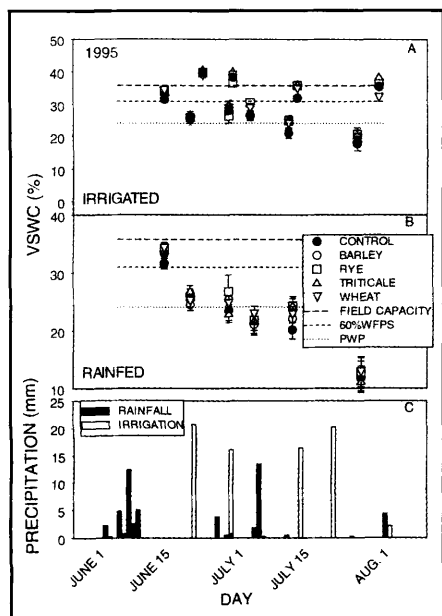 1995
A
50
40
30
20
10
0
IRRIGATED
VSWC (%)
40
30
20
10
B
RAINFED
CONTROL
BARLEY
RYE
TRITICALE
WHEAT
FIELD CAPACITY
60%WFPS
PWP
PRECIPITATION (mm)
25
20
15
10
5
0
C
RAINFALL
IRRIGATION
JUNE 1
JUNE 15
JULY 1
JULY 15
AUG. 1
DAY